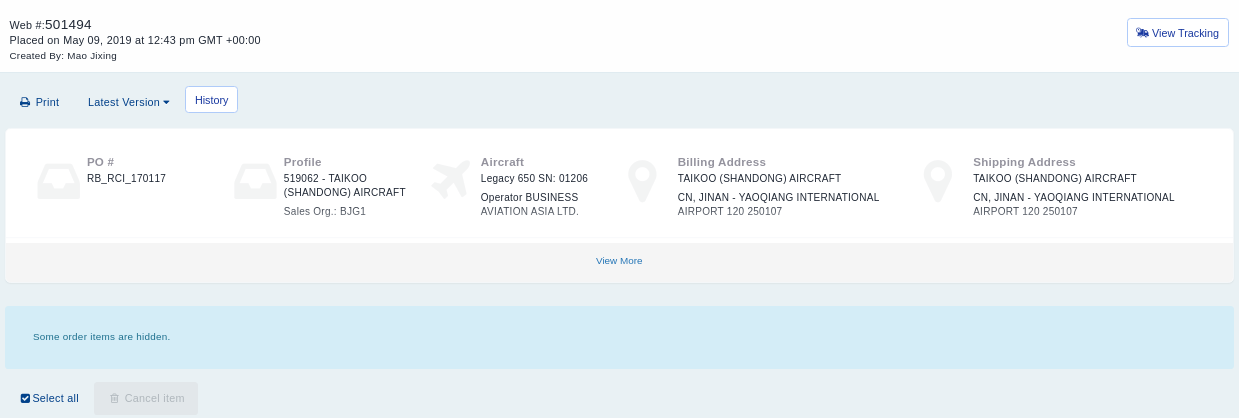 Web #:501494
Placed on May 09, 2019 at 12:43 pm GMT +00:00
Created By: Mao Jixing
View Tracking
Print
Latest Version
History
PO #
RB_RCI_170117
Profile
519062 - TAIKOO
(SHANDONG) AIRCRAFT
Sales Org.: BJG1
Aircraft
Legacy 650 SN: 01206
Operator BUSINESS
AVIATION ASIA LTD.
Billing Address
TAIKOO (SHANDONG) AIRCRAFT
CN, JINAN - YAOQIANG INTERNATIONAL
AIRPORT 120 250107
Shipping Address
TAIKOO (SHANDONG) AIRCRAFT
CN, JINAN - YAOQIANG INTERNATIONAL
AIRPORT 120 250107
View More
Some order items are hidden.
Select all
Cancel item